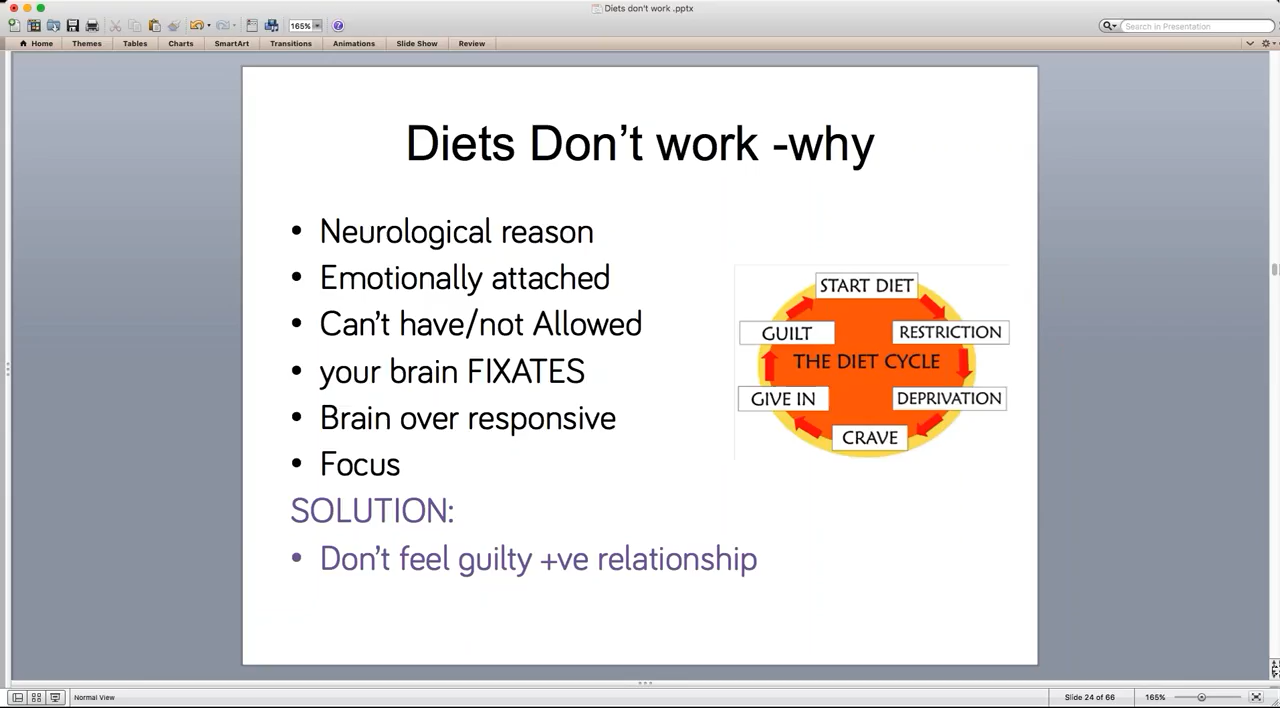 Diets don't work .pptx
165%
Search in Presentation
Home Themes Tables Charts SmartArt Transitions Animations Slide Show Review
Diets Don't work -why
• Neurological reason
• Emotionally attached
• Can't have/not Allowed
• your brain FIXATES
• Brain over responsive
• Focus
SOLUTION:
• Don't feel guilty +ve relationship
START DIET
RESTRICTION
DEPRIVATION
CRAVE
GIVE IN
GUILT
THE DIET CYCLE
Normal View
Slide 24 of 66
165%